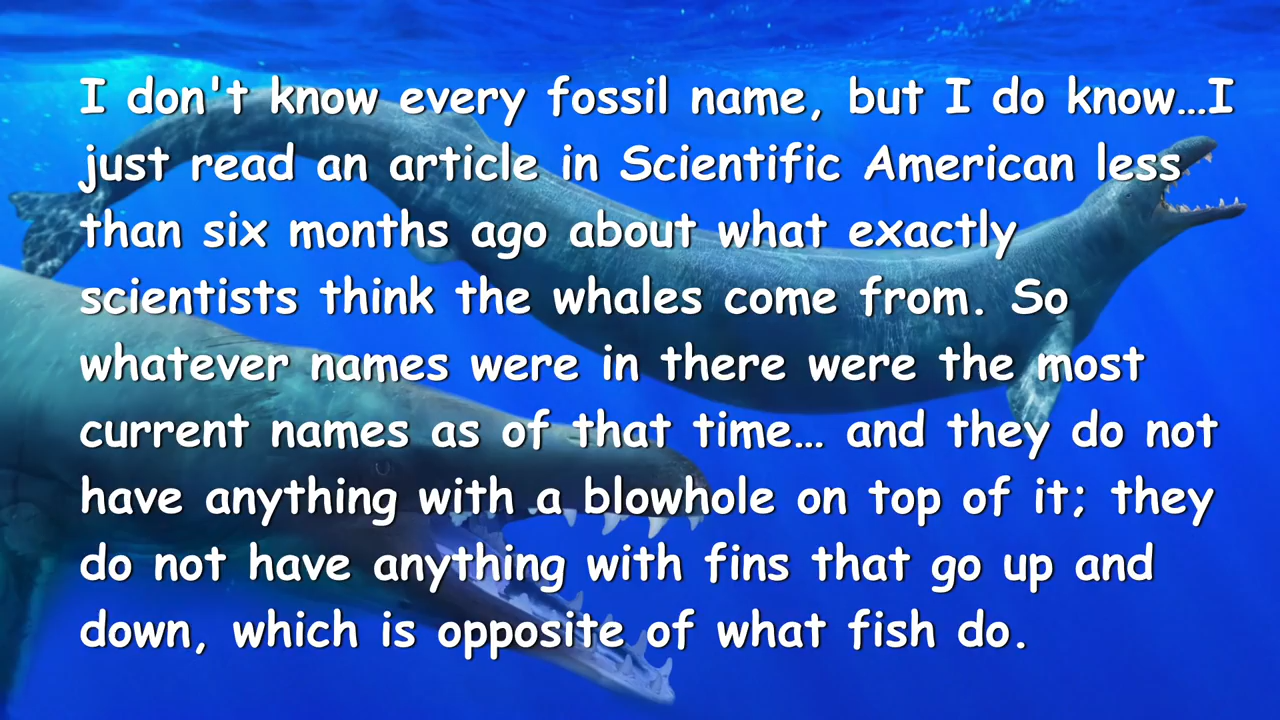 I don't know every fossil name, but I do know...I
just read an article in Scientific American less
than six months ago about what exactly
scientists think the whales come from. So
whatever names were in there were the most
current names as of that time... and they do not
have anything with a blowhole on top of it; they
do not have anything with fins that go up and
down, which is opposite of what fish do.